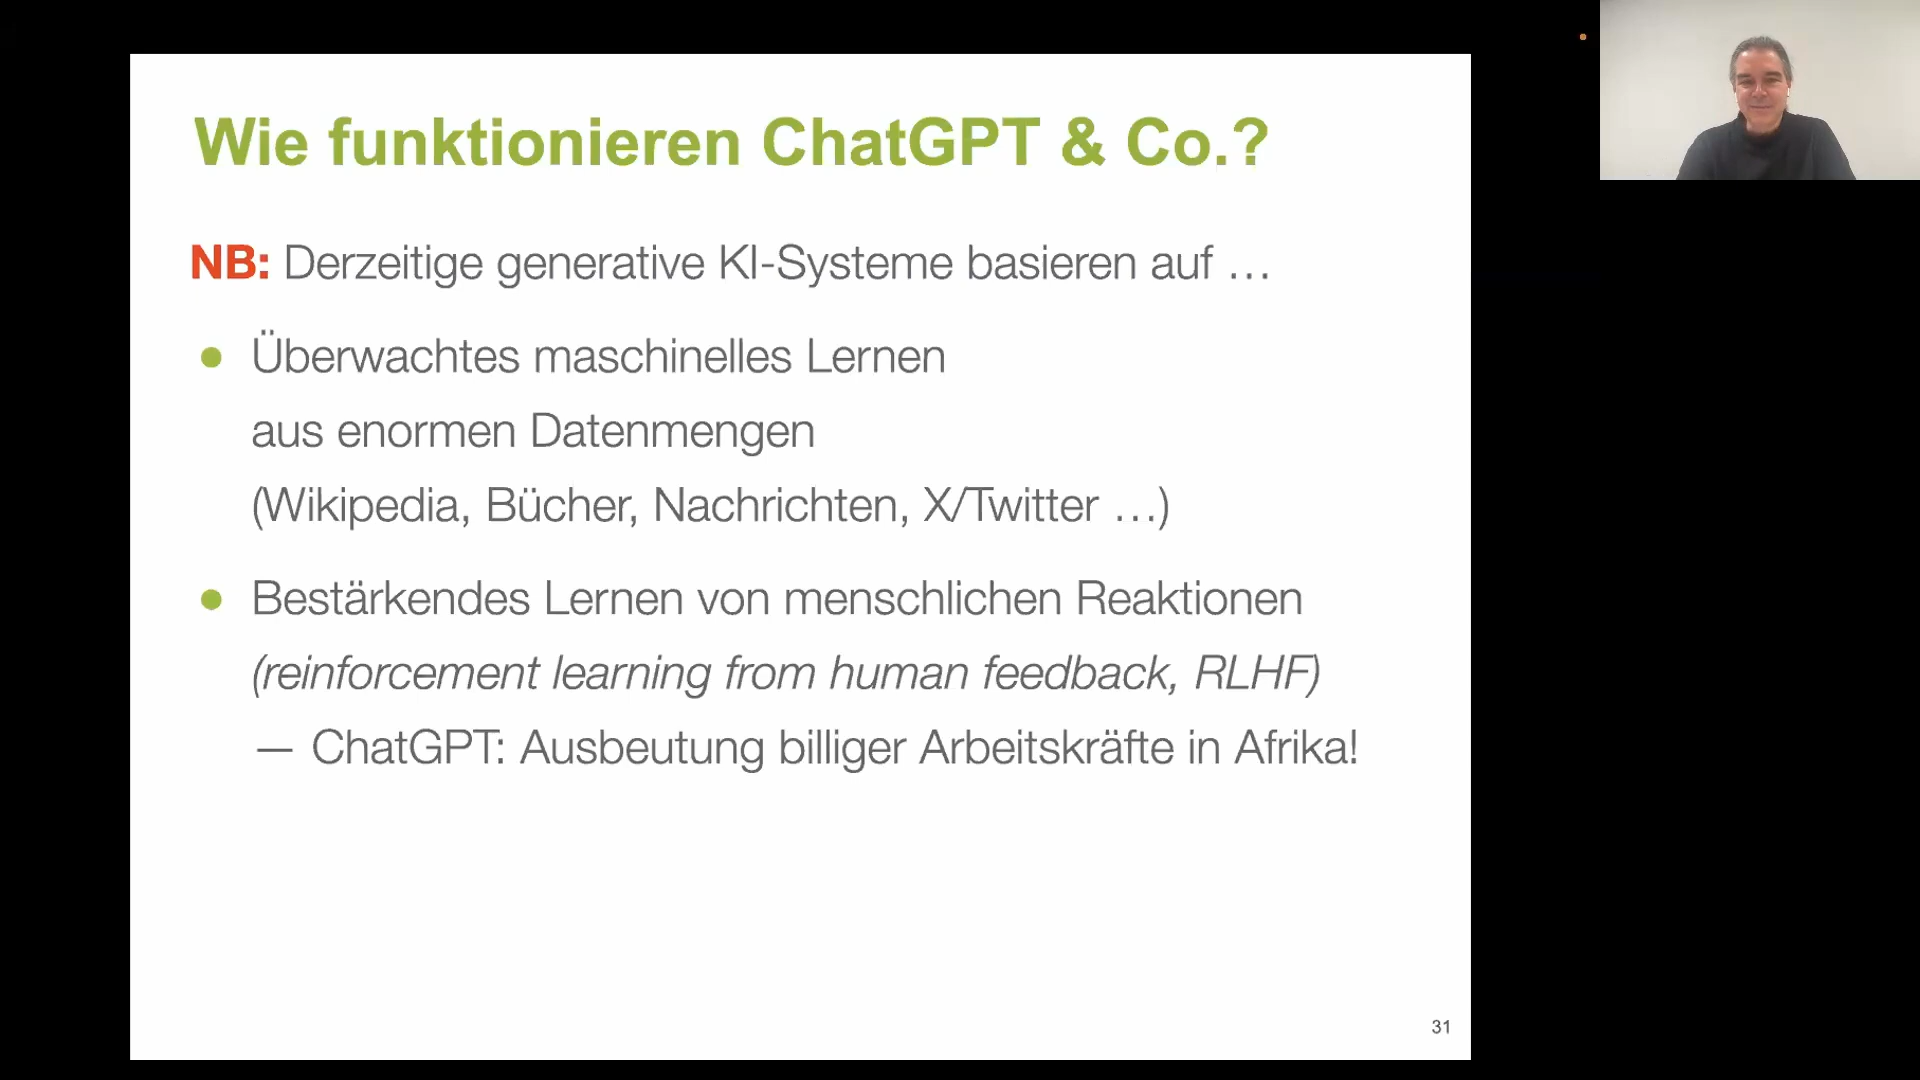 Wie funktionieren ChatGPT & Co.?
NB: Derzeitige generative KI-Systeme basieren auf …
● Überwachtes maschinelles Lernen
aus enormen Datenmengen
(Wikipedia, Bücher, Nachrichten, X/Twitter …)
● Bestärkendes Lernen von menschlichen Reaktionen
(reinforcement learning from human feedback, RLHF)
— ChatGPT: Ausbeutung billiger Arbeitskräfte in Afrika!
31